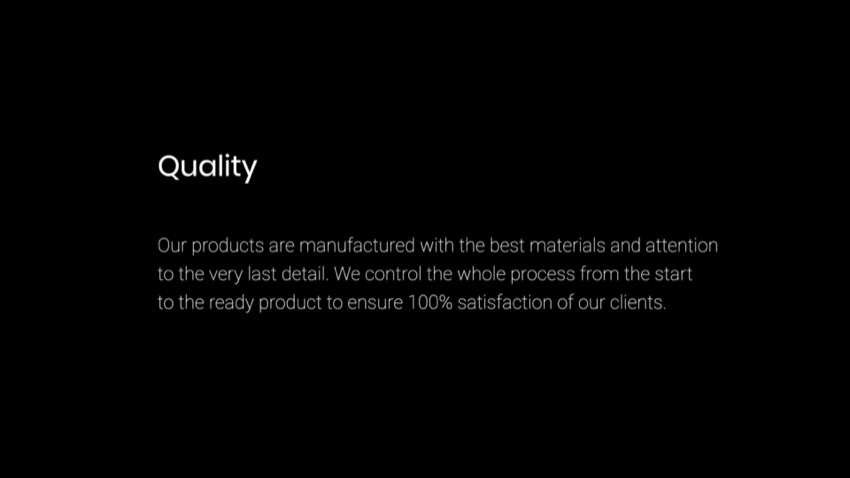 Quality
Our products are manufactured with the best materials and attention
to the very last detail. We control the whole process from the start
to the ready product to ensure 100% satisfaction of our clients.